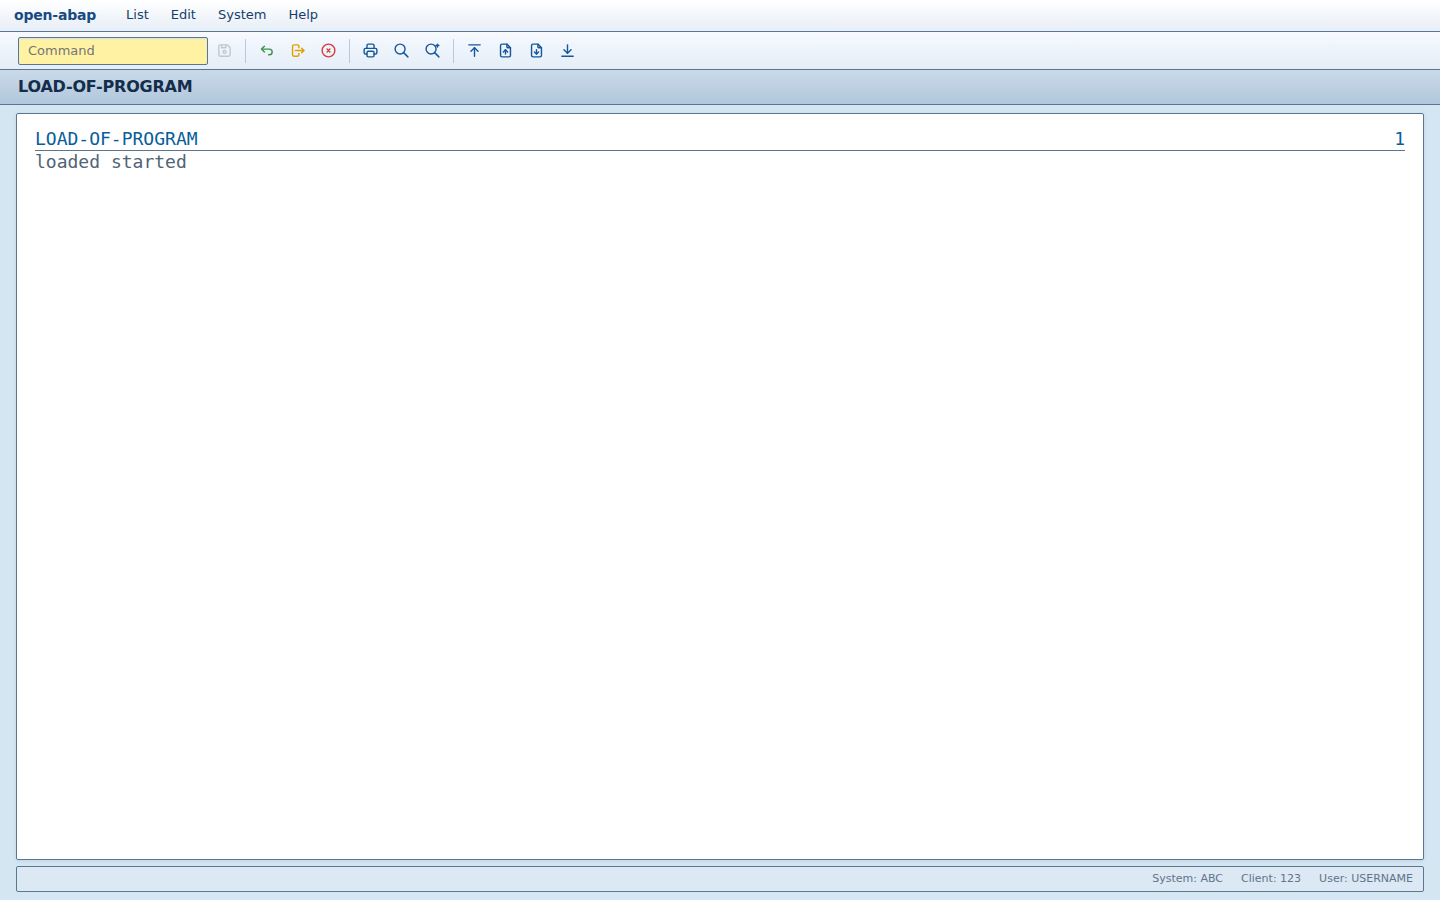 open-abap List Edit System Help
Command
LOAD-OF-PROGRAM
LOAD-OF-PROGRAM 1
loaded started
System: ABC Client: 123 User: USERNAME